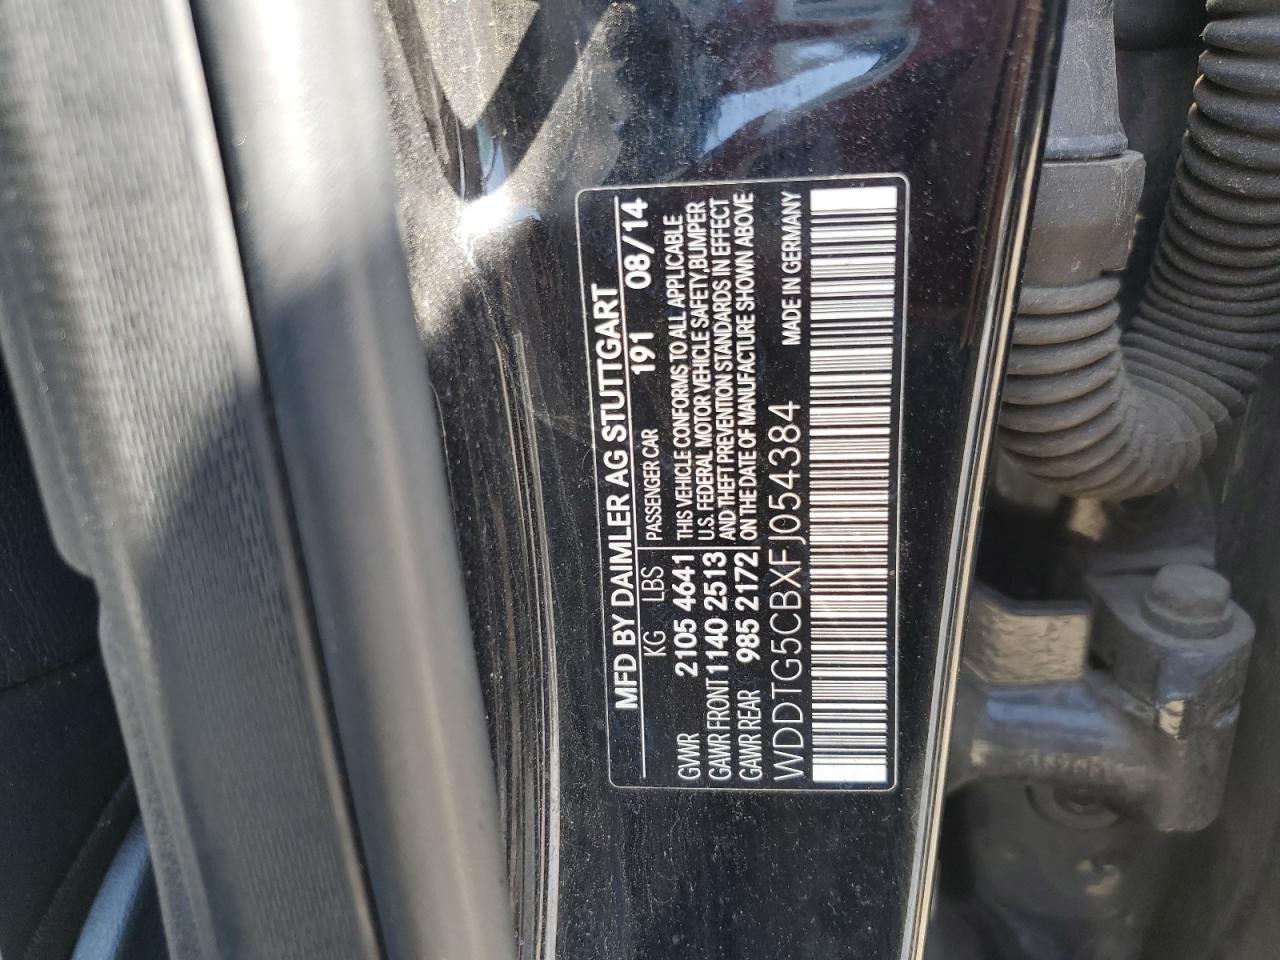 MFD BY DAIMLER AG STUTTGART
KG LBS PASSENGER CAR 191 08/14
GVWR 2105 4641 THIS VEHICLE CONFORMS TO ALL APPLICABLE
GAWR FRONT 1140 2513 U.S. FEDERAL MOTOR VEHICLE SAFETY, BUMPER
AND THEFT PREVENTION STANDARDS IN EFFECT
GAWR REAR 985 2172 ON THE DATE OF MANUFACTURE SHOWN ABOVE
WDDTG5CBXFJ054384 MADE IN GERMANY